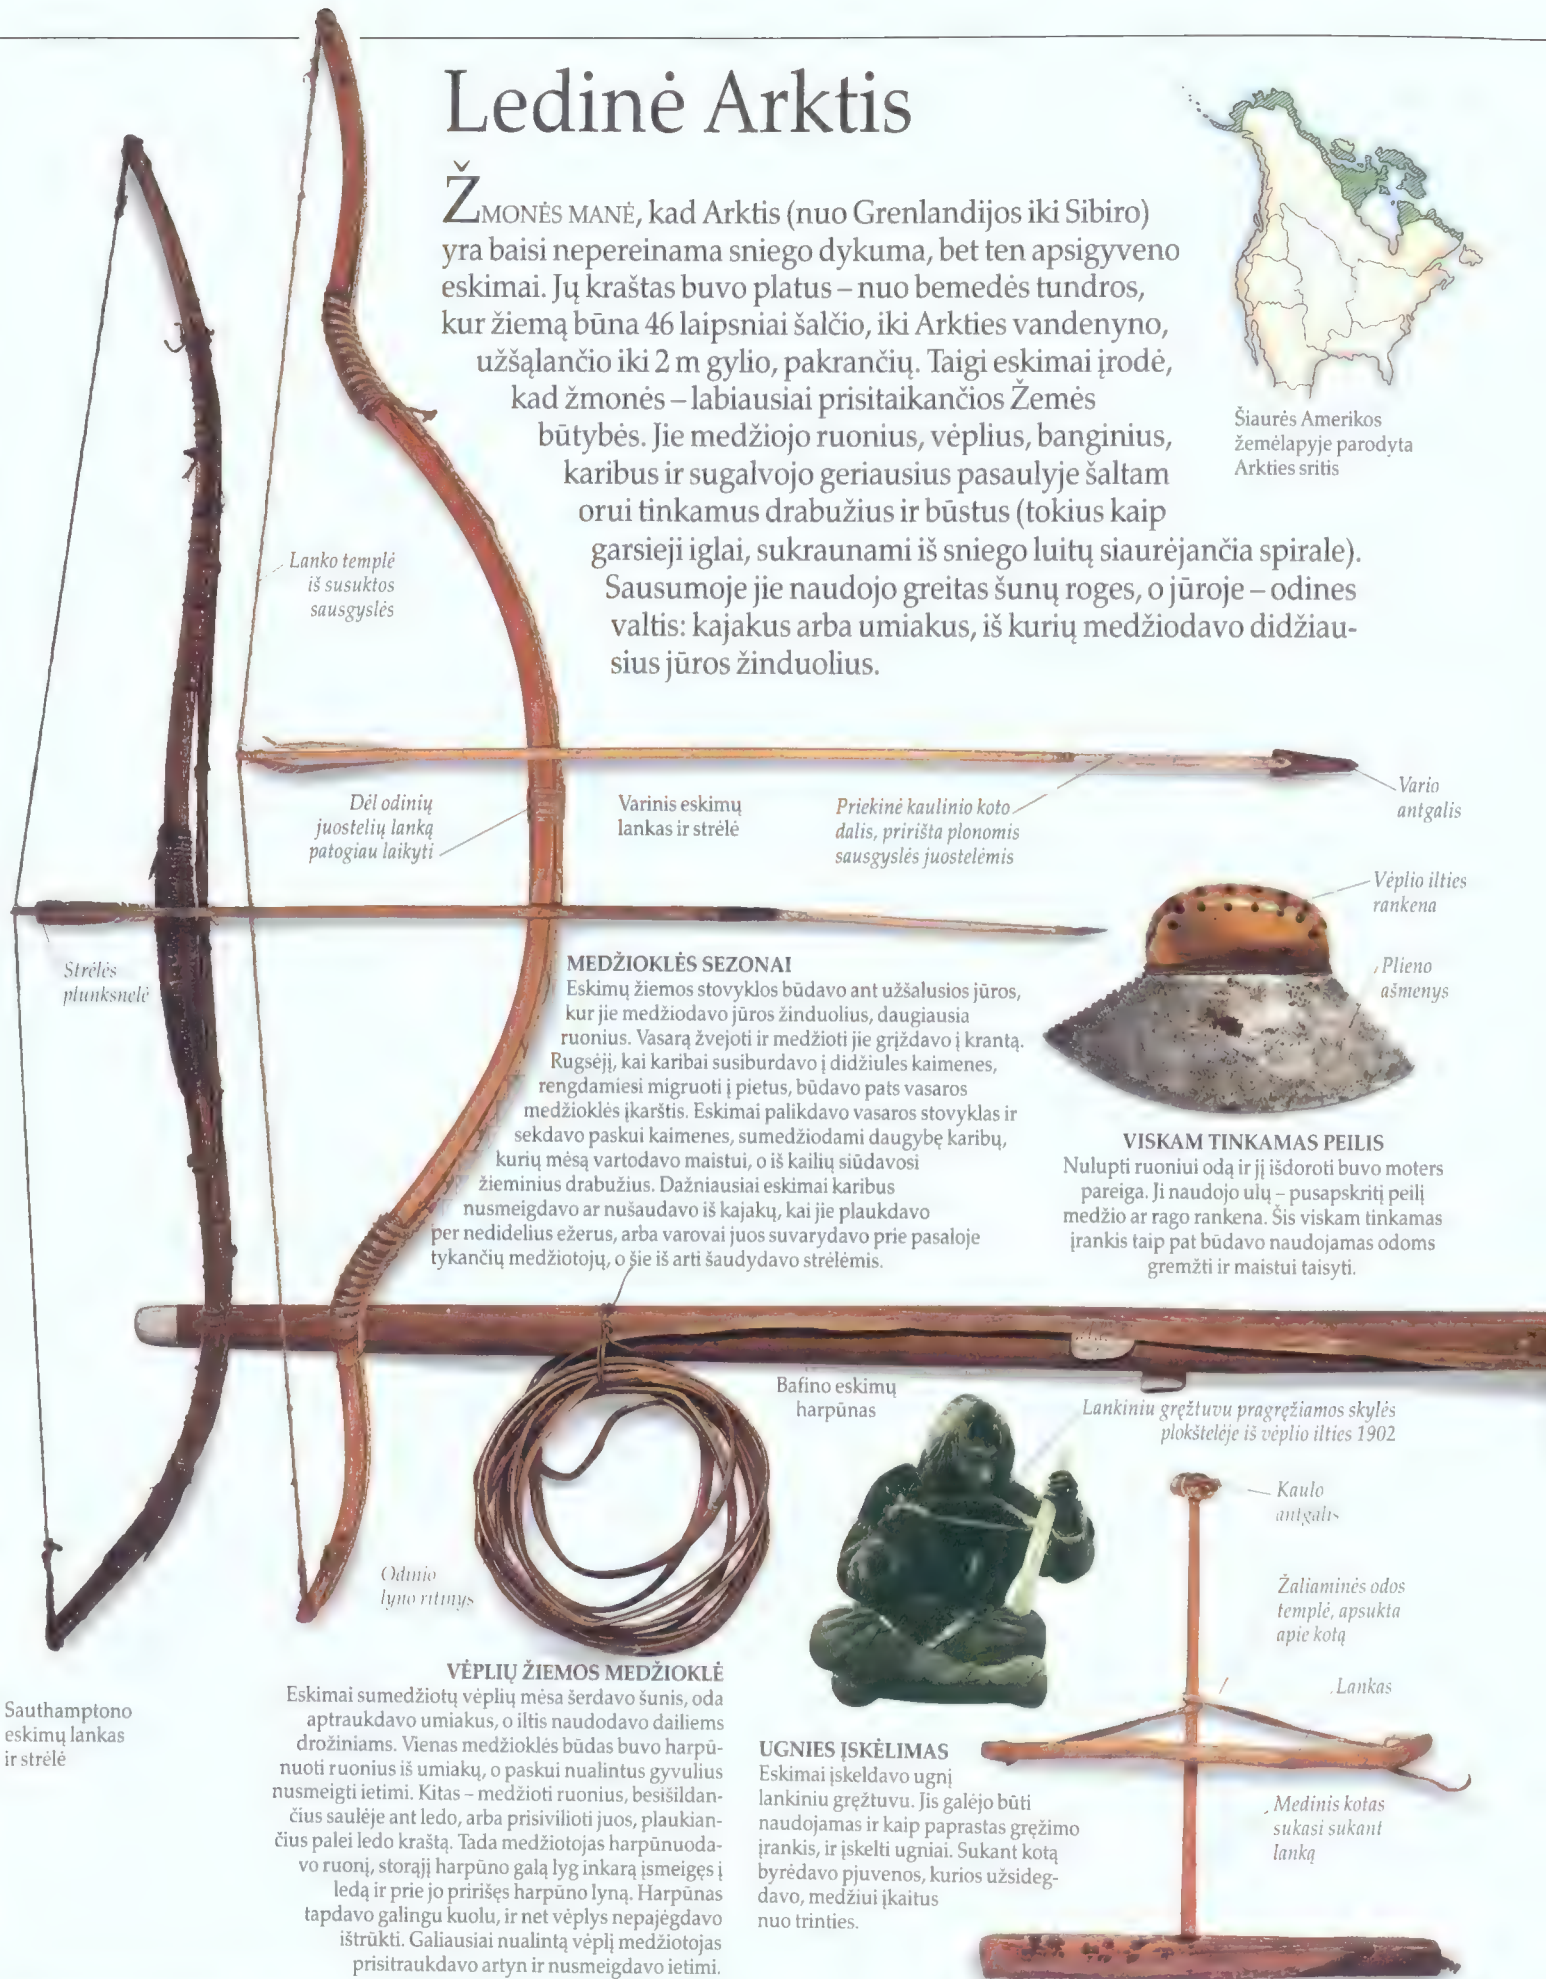 Ledinė Arktis
ŽMONĖS MANĖ, kad Arktis (nuo Grenlandijos iki Sibiro)
yra baisi nepereinama sniego dykuma, bet ten apsigyveno
eskimai. Jų kraštas buvo platus – nuo bemedės tundros,
kur žiemą būna 46 laipsniai šalčio, iki Arkties vandenyno,
užšąlančio iki 2 m gylio, pakrančių. Taigi eskimai įrodė,
kad žmonės – labiausiai prisitaikančios Žemės
būtybės. Jie medžiojo ruonius, vėplius, banginius,
karibus ir sugalvojo geriausius pasaulyje šaltam
orui tinkamus drabužius ir būstus (tokius kaip
garsieji iglai, sukraunami iš sniego luitų siaurėjančia spirale).
Sausumoje jie naudojo greitas šunų roges, o jūroje – odines
valtis: kajakus arba umiakus, iš kurių medžiodavo didžiau-
sius jūros žinduolius.
Šiaurės Amerikos
žemėlapyje parodyta
Arkties sritis
Lanko templė
iš susuktos
sausgyslės
Dėl odinių
juostelių lanką
patogiau laikyti
Varinis eskimų
lankas ir strėlė
Priekinė kaulinio koto
dalis, pririšta plonomis
sausgyslės juostelėmis
Vario
antgalis
Vėplio ilties
rankena
Plieno
ašmenys
Strėlės
plunksnelė
MEDŽIOKLĖS SEZONAI
Eskimų žiemos stovyklos būdavo ant užšalusios jūros,
kur jie medžiodavo jūros žinduolius, daugiausia
ruonius. Vasarą žvejoti ir medžioti jie grįždavo į krantą.
Rugsėjį, kai karibai susiburdavo į didžiules kaimenes,
rengdamiesi migruoti į pietus, būdavo pats vasaros
medžioklės įkarštis. Eskimai palikdavo vasaros stovyklas ir
sekdavo paskui kaimenes, sumedžiodami daugybę karibų,
kurių mėsą vartodavo maistui, o iš kailių siūdavosi
žieminius drabužius. Dažniausiai eskimai karibus
nusmeigdavo ar nušaudavo iš kajakų, kai jie plaukdavo
per nedidelius ežerus, arba varovai juos suvarydavo prie pasaloje
tykančių medžiotojų, o šie iš arti šaudydavo strėlėmis.
VISKAM TINKAMAS PEILIS
Nulupti ruoniui odą ir jį išdoroti buvo moters
pareiga. Ji naudojo ulų – pusapskritį peilį
medžio ar rago rankena. Šis viskam tinkamas
įrankis taip pat būdavo naudojamas odoms
gremžti ir maistui taisyti.
Bafino eskimų
harpūnas
Lankiniu gręžtuvu pragręžiamos skylės
plokštelėje iš vėplio ilties 1902
Kaulo
antgalis
Žaliaminės odos
templė, apsukta
apie kotą
Lankas
Medinis kotas
sukasi sukant
lanką
Odinio
lyno ritinys
Sauthamptono
eskimų lankas
ir strėlė
VĖPLIŲ ŽIEMOS MEDŽIOKLĖ
Eskimai sumedžiotų vėplių mėsa šerdavo šunis, oda
aptraukdavo umiakus, o iltis naudodavo dailiems
drožiniams. Vienas medžioklės būdas buvo harpū-
nuoti ruonius iš umiakų, o paskui nualintus gyvulius
nusmeigti ietimi. Kitas – medžioti ruonius, besišildan-
čius saulėje ant ledo, arba prisivilioti juos, plaukian-
čius palei ledo kraštą. Tada medžiotojas harpūnuoda-
vo ruonį, storąjį harpūno galą lyg inkarą įsmeigęs į
ledą ir prie jo pririšęs harpūno lyną. Harpūnas
tapdavo galingu kuolu, ir net vėplys nepajėgdavo
ištrūkti. Galiausiai nualintą vėplį medžiotojas
prisitraukdavo artyn ir nusmeigdavo ietimi.
UGNIES ĮSKĖLIMAS
Eskimai įskeldavo ugnį
lankiniu gręžtuvu. Jis galėjo būti
naudojamas ir kaip paprastas gręžimo
įrankis, ir įskelti ugniai. Sukant kotą
byrėdavo pjuvenos, kurios užsideg-
davo, medžiui įkaitus
nuo trinties.